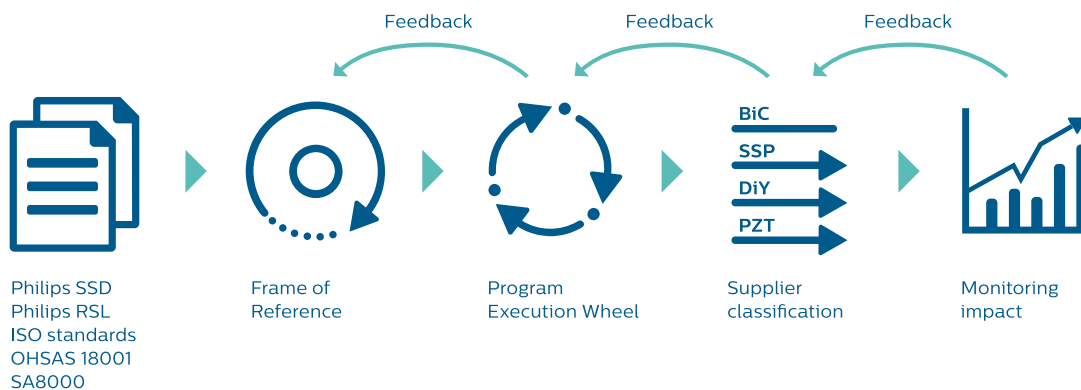 Feedback
Feedback
Feedback
BiC
SSP
DiY
PZT
Philips SSD
Philips RSL
ISO standards
OHSAS 18001
SA8000
Frame of
Reference
Program
Execution Wheel
Supplier
classification
Monitoring
impact